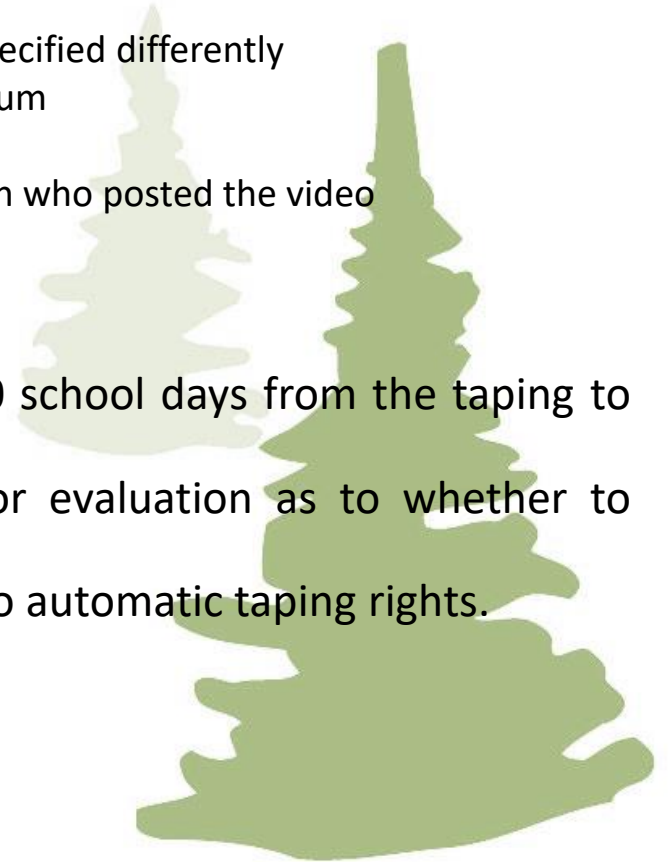 ecified differently
um
n who posted the video
0 school days from the taping to
or evaluation as to whether to
o automatic taping rights.